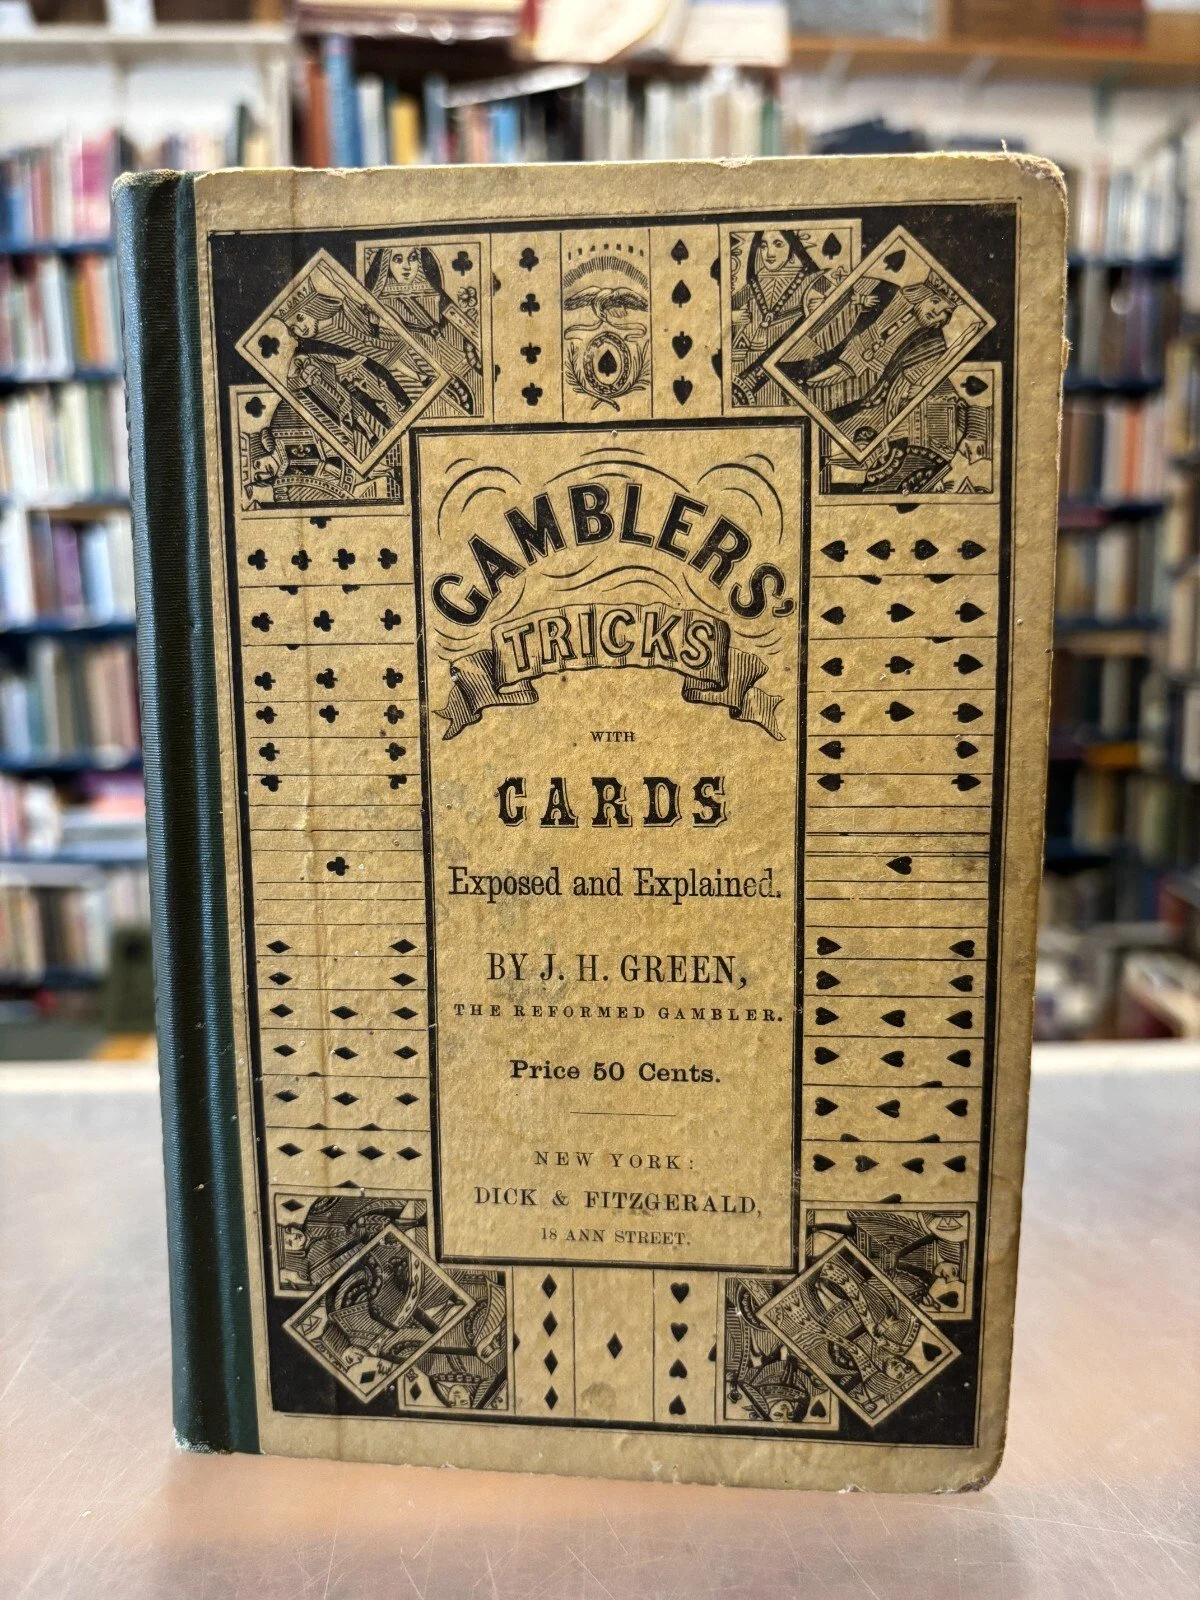 GAMBLERS'
TRICKS
WITH
CARDS
Exposed and Explained.
BY J. H. GREEN,
THE REFORMED GAMBLER.
Price 50 Cents.
NEW YORK:
DICK & FITZGERALD,
18 ANN STREET.